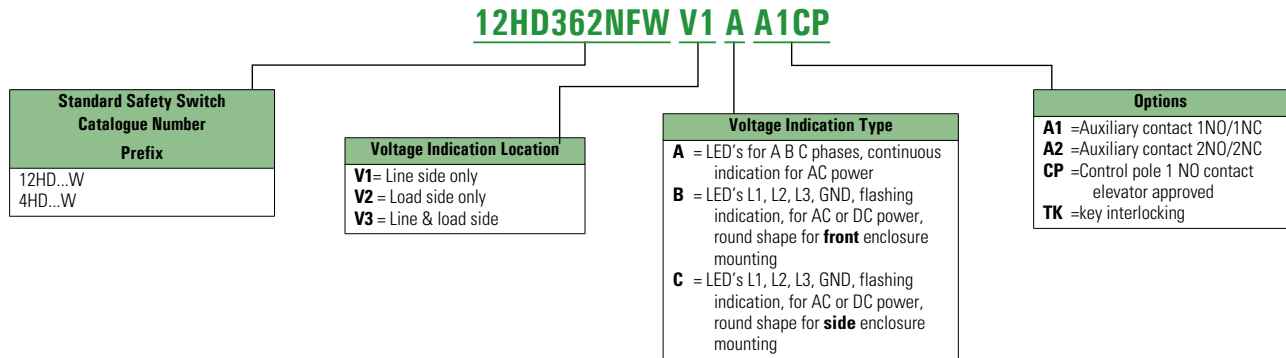 12HD362NFW V1 A A1CP
Standard Safety Switch
Catalogue Number
Prefix
12HD...W
4HD...W
Voltage Indication Location
V1= Line side only
V2 = Load side only
V3 = Line & load side
Voltage Indication Type
A = LED's for A B C phases, continuous
indication for AC power
B = LED's L1, L2, L3, GND, flashing
indication, for AC or DC power,
round shape for front enclosure
mounting
C = LED's L1, L2, L3, GND, flashing
indication, for AC or DC power,
round shape for side enclosure
mounting
Options
A1 =Auxiliary contact 1NO/1NC
A2 =Auxiliary contact 2NO/2NC
CP =Control pole 1 NO contact
elevator approved
TK =key interlocking